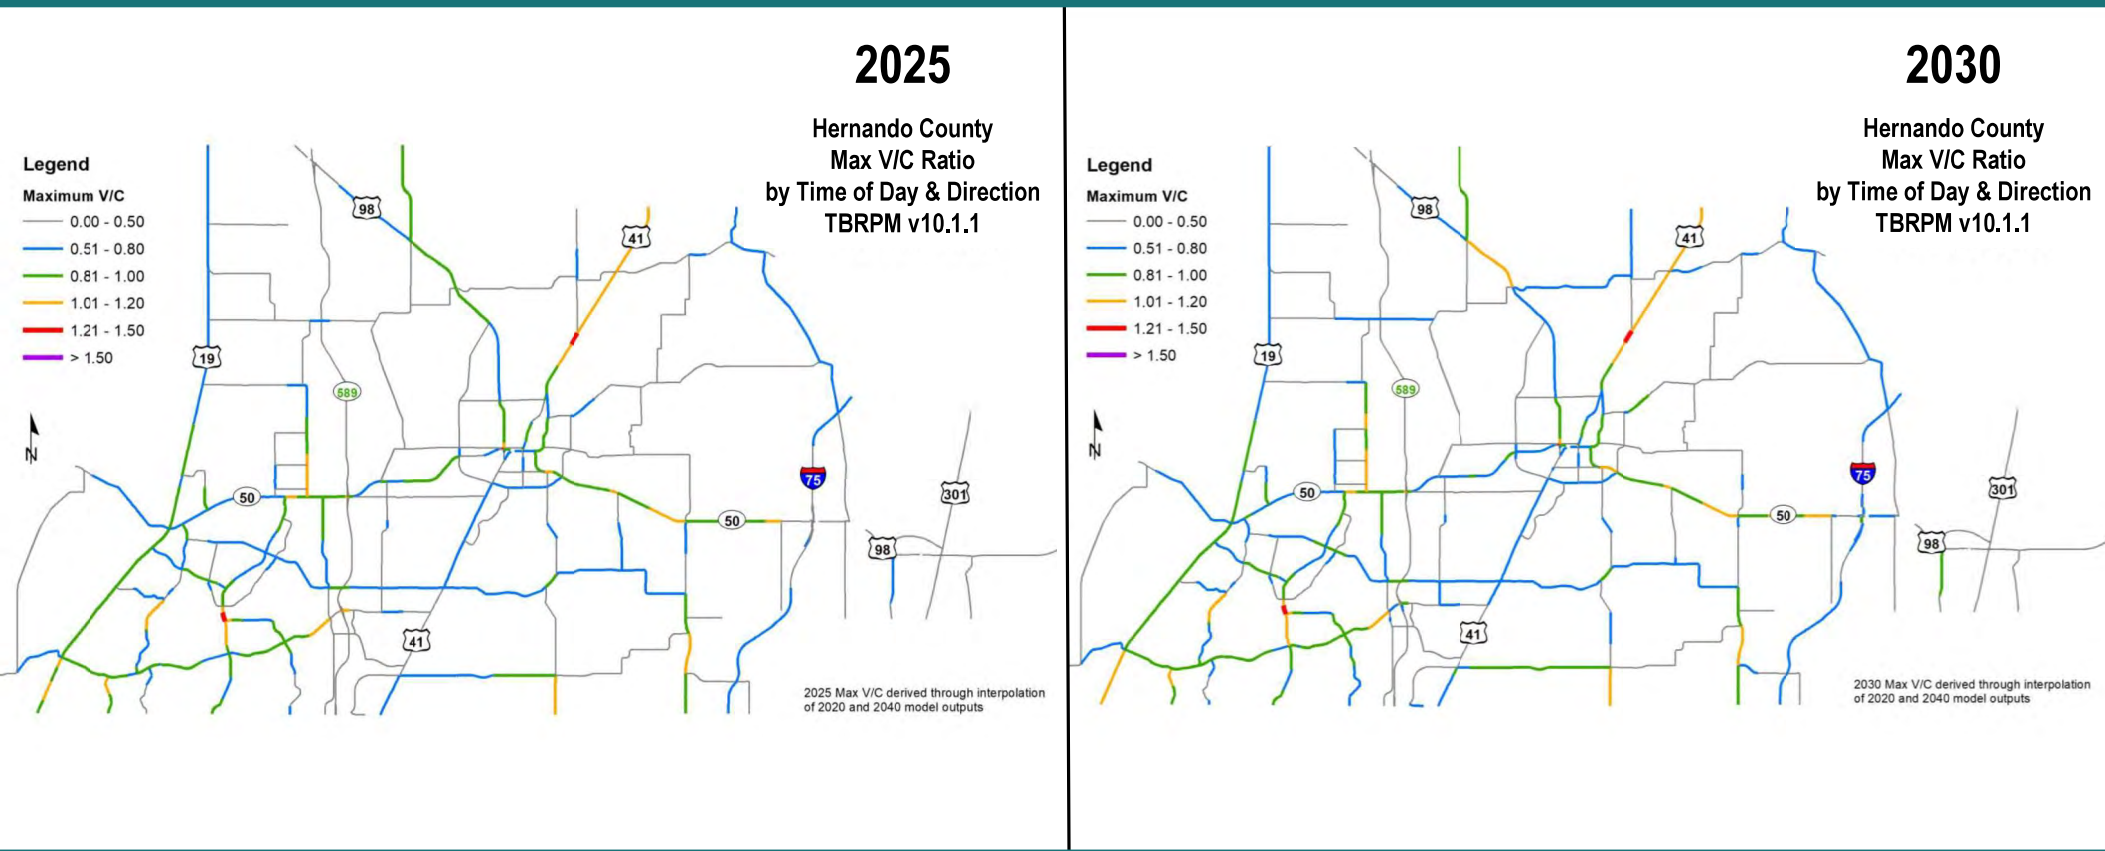 2025
Hernando County
Max V/C Ratio
by Time of Day & Direction
TBRPM v10.1.1
Legend
Maximum V/C
0.00 - 0.50
0.51 - 0.80
0.81 - 1.00
1.01 - 1.20
1.21 - 1.50
> 1.50
98
41
19
589
N
75
50
301
50
98
41
2025 Max V/C derived through interpolation
of 2020 and 2040 model outputs
2030
Hernando County
Max V/C Ratio
by Time of Day & Direction
TBRPM v10.1.1
Legend
Maximum V/C
0.00 - 0.50
0.51 - 0.80
0.81 - 1.00
1.01 - 1.20
1.21 - 1.50
> 1.50
98
41
19
589
N
75
50
301
50
98
41
2030 Max V/C derived through interpolation
of 2020 and 2040 model outputs